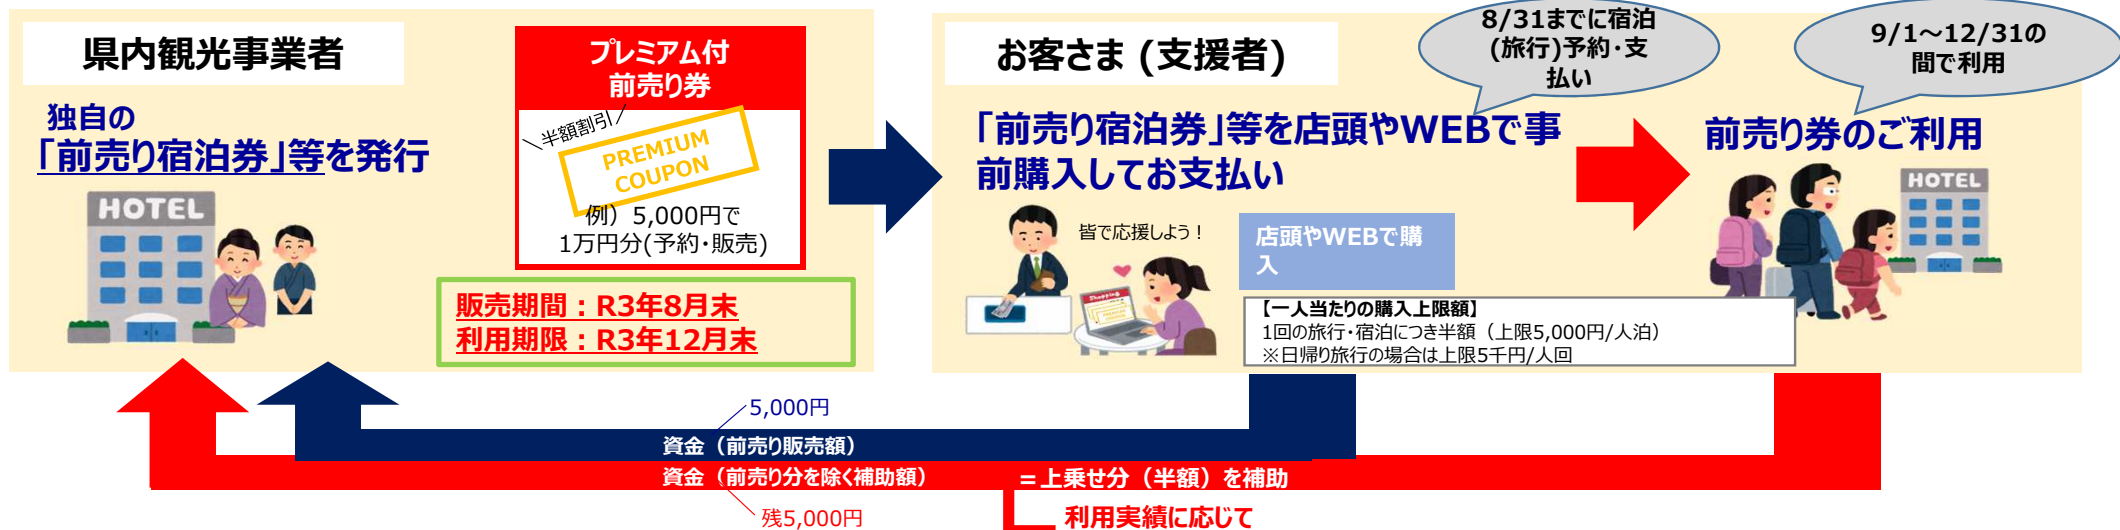 県内観光事業者
独自の
「前売り宿泊券」等を発行
HOTEL
プレミアム付
前売り券
＼半額割引／
PREMIUM
COUPON
例）5,000円で
1万円分(予約・販売)
販売期間：R3年8月末
利用期限：R3年12月末
お客さま (支援者)
8/31までに宿泊
(旅行)予約・支
払い
「前売り宿泊券」等を店頭やWEBで事
前購入してお支払い
皆で応援しよう！
Shopping
PREMIUM
COUPON
店頭やWEBで購
入
【一人当たりの購入上限額】
1回の旅行・宿泊につき半額（上限5,000円/人泊）
※日帰り旅行の場合は上限5千円/人回
9/1～12/31の
間で利用
前売り券のご利用
HOTEL
5,000円
資金（前売り販売額）
資金（前売り分を除く補助額）
＝上乗せ分（半額）を補助
残5,000円
利用実績に応じて